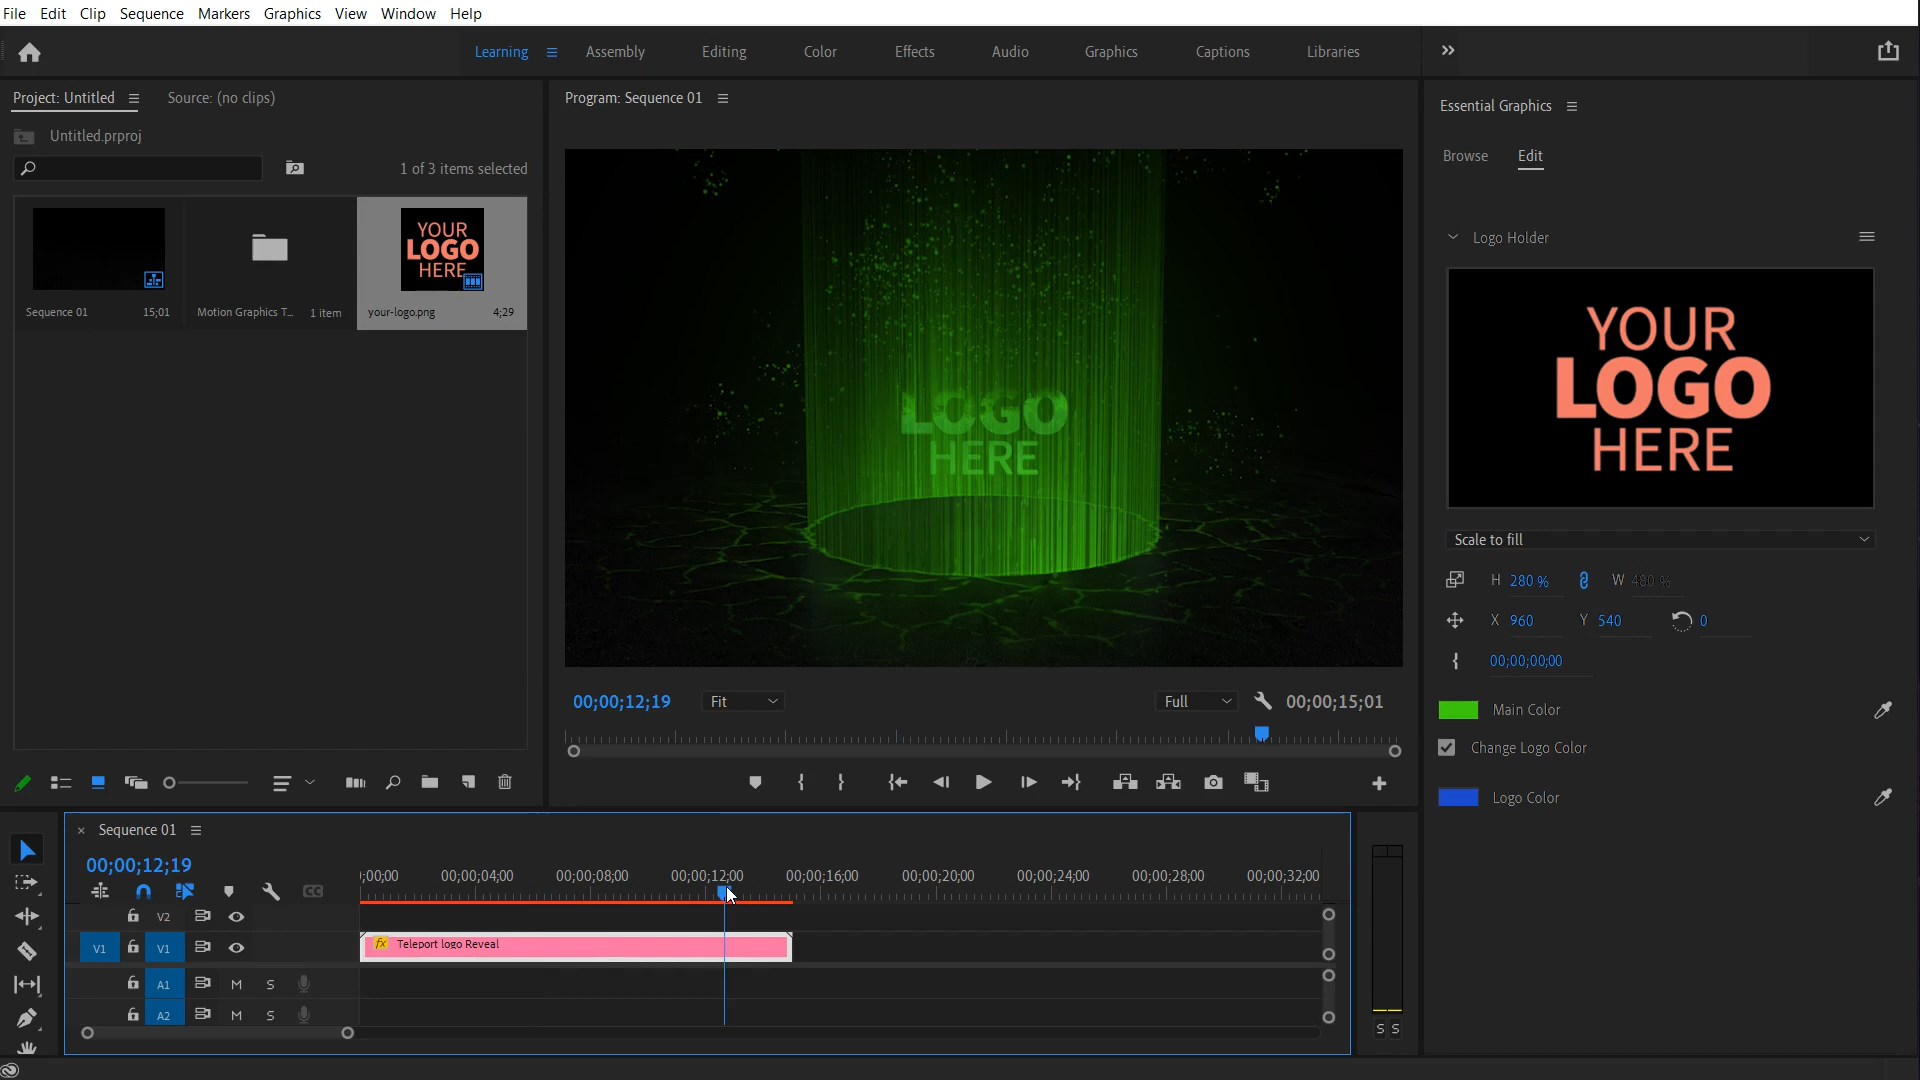 File Edit Clip Sequence Markers Graphics View Window Help
Learning Assembly Editing Color Effects Audio Graphics Captions Libraries
Project: Untitled Source: (no clips)
Untitled.prproj
1 of 3 items selected
YOUR
LOGO
HERE
Sequence 01 15;01 Motion Graphics T... 1 item your-logo.png 4;29
Program: Sequence 01
LOGO
HERE
00;00;12;19 Fit Full 00;00;15;01
Essential Graphics
Browse Edit
Logo Holder
YOUR
LOGO
HERE
Scale to fill
H 280 % W 480 %
X 960 Y 540 0
00;00;00;00
Main Color
Change Logo Color
Logo Color
× Sequence 01
00;00;12;19
;00;00 00;00;04;00 00;00;08;00 00;00;12;00 00;00;16;00 00;00;20;00 00;00;24;00 00;00;28;00 00;00;32;00
CC
V2
V1 V1 fx Teleport logo Reveal
A1 M S
A2 M S
S S